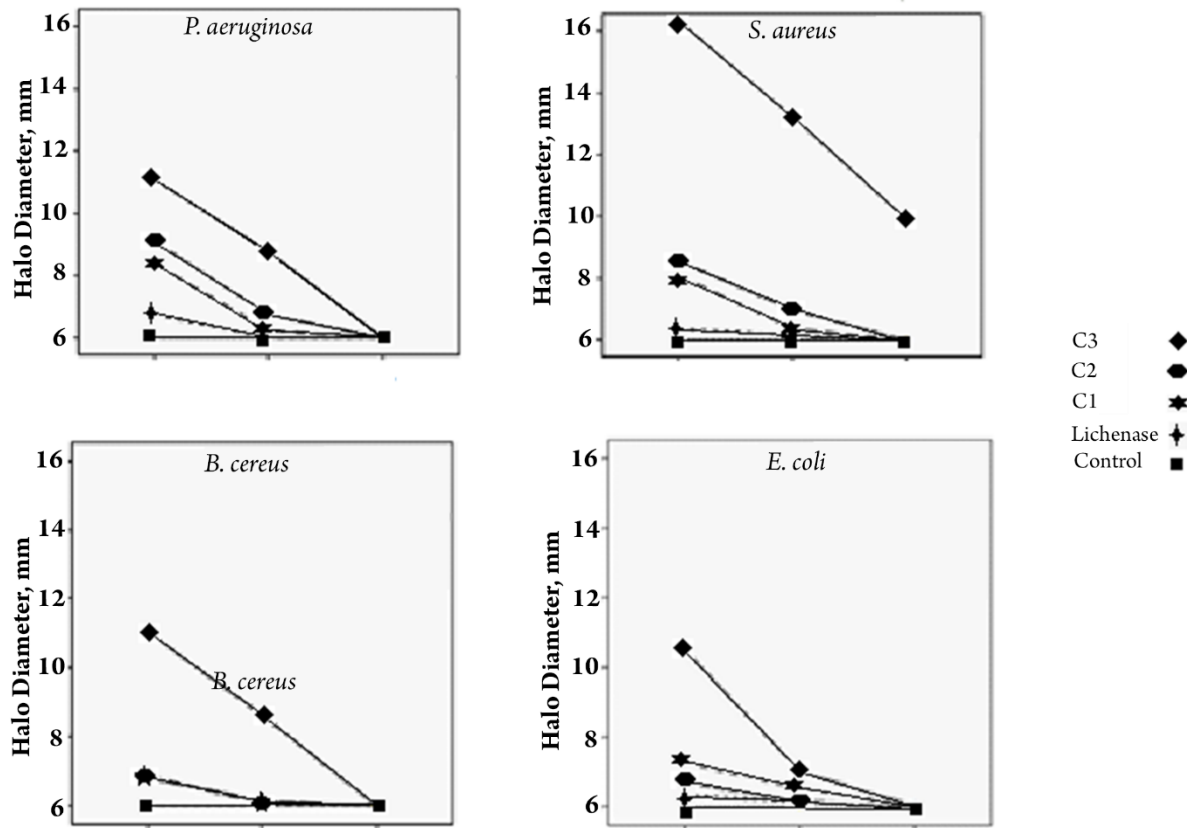 P. aeruginosa
16
14
12
10
8
6
Halo Diameter, mm
S. aureus
16
14
12
10
8
6
Halo Diameter, mm
B. cereus
16
14
12
10
8
6
Halo Diameter, mm
B. cereus
E. coli
16
14
12
10
8
6
Halo Diameter, mm
C3
C2
C1
Lichenase
Control